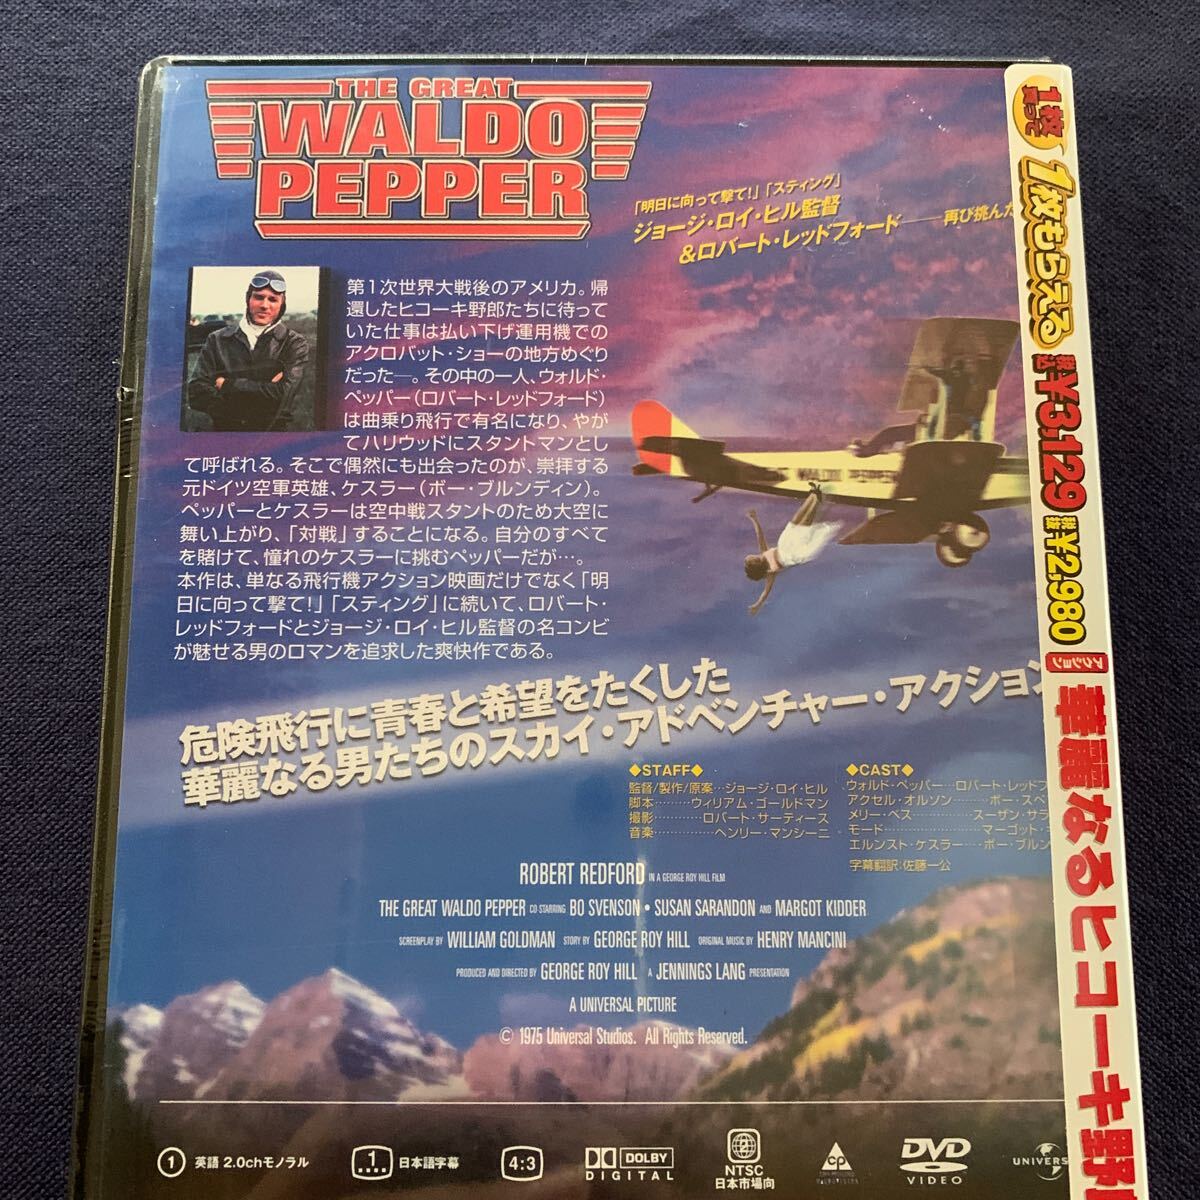 THE GREAT
WALDO
PEPPER
「明日に向って撃て!」「スティング」
ジョージ・ロイ・ヒル監督
&ロバート・レッドフォード──再び挑んだ
第1次世界大戦後のアメリカ。帰
還したヒコーキ野郎たちに待って
いた仕事は払い下げ運用機での
アクロバット・ショーの地方めぐり
だった─。その中の一人、ウォルド・
ペッパー(ロバート・レッドフォード)
は曲乗り飛行で有名になり、やが
てハリウッドにスタントマンとし
て呼ばれる。そこで偶然にも出会ったのが、崇拝する
元ドイツ空軍英雄、ケスラー(ボー・ブルンディン)。
ペッパーとケスラーは空中戦スタントのため大空に
舞い上がり、「対戦」することになる。自分のすべて
を賭けて、憧れのケスラーに挑むペッパーだが…。
本作は、単なる飛行機アクション映画だけでなく「明
日に向って撃て!」「スティング」に続いて、ロバート・
レッドフォードとジョージ・ロイ・ヒル監督の名コンビ
が魅せる男のロマンを追求した爽快作である。
WALDO PEPPER
危険飛行に青春と希望をたくした
華麗なる男たちのスカイ・アドベンチャー・アクション
◆STAFF◆
監督/製作/原案…ジョージ・ロイ・ヒル
脚本………ウィリアム・ゴールドマン
撮影…………ロバート・サーティース
音楽……………ヘンリー・マンシーニ
◆CAST◆
ウォルド・ペッパー…ロバート・レッドフ
アクセル・オルソン………ボー・スベ
メリー・ベス……………スーザン・サラ
モード……………………マーゴット・
エルンスト・ケスラー…・ボー・ブルン
字幕翻訳:佐藤一公
ROBERT REDFORD IN A GEORGE ROY HILL FILM
THE GREAT WALDO PEPPER CO STARRING BO SVENSON • SUSAN SARANDON AND MARGOT KIDDER
SCREENPLAY BY WILLIAM GOLDMAN STORY BY GEORGE ROY HILL ORIGINAL MUSIC BY HENRY MANCINI
PRODUCED AND DIRECTED BY GEORGE ROY HILL A JENNINGS LANG PRESENTATION
A UNIVERSAL PICTURE
© 1975 Universal Studios. All Rights Reserved.
1 英語 2.0chモノラル
1 日本語字幕
4:3
DOLBY
DIGITAL
2
NTSC
日本市場向
CP
DVD
VIDEO
UNIVERS
1枚買って
1枚もらえる
税込¥3,129
税抜¥2,980
アクション
華麗なるヒコーキ野